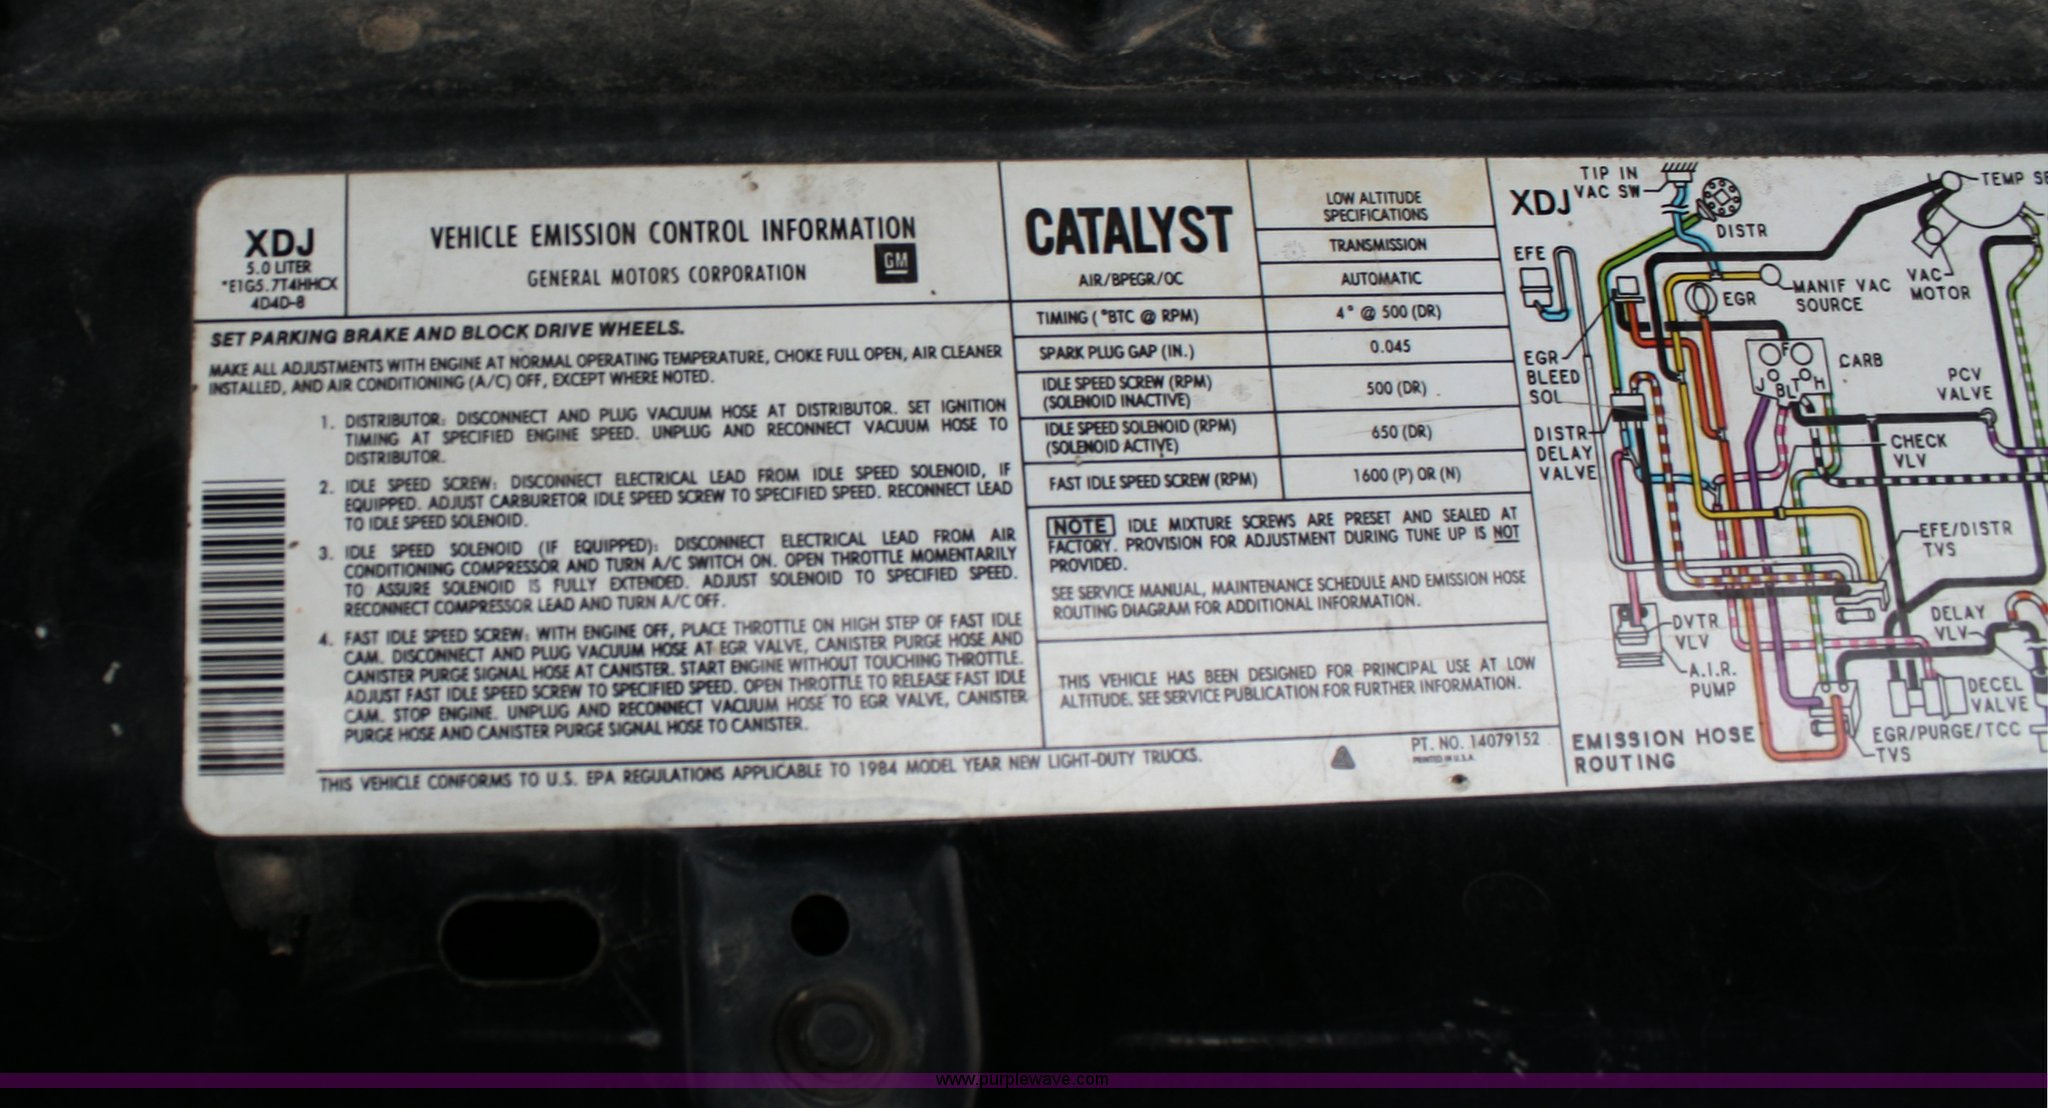 XDJ
5.0 LITER
*E1G5.7T4HHCX
4D4D-8
VEHICLE EMISSION CONTROL INFORMATION
GENERAL MOTORS CORPORATION
GM
SET PARKING BRAKE AND BLOCK DRIVE WHEELS.
MAKE ALL ADJUSTMENTS WITH ENGINE AT NORMAL OPERATING TEMPERATURE, CHOKE FULL OPEN, AIR CLEANER
INSTALLED, AND AIR CONDITIONING (A/C) OFF, EXCEPT WHERE NOTED.
1. DISTRIBUTOR: DISCONNECT AND PLUG VACUUM HOSE AT DISTRIBUTOR. SET IGNITION
TIMING AT SPECIFIED ENGINE SPEED. UNPLUG AND RECONNECT VACUUM HOSE TO
DISTRIBUTOR.
2. IDLE SPEED SCREW: DISCONNECT ELECTRICAL LEAD FROM IDLE SPEED SOLENOID, IF
EQUIPPED. ADJUST CARBURETOR IDLE SPEED SCREW TO SPECIFIED SPEED. RECONNECT LEAD
TO IDLE SPEED SOLENOID.
3. IDLE SPEED SOLENOID (IF EQUIPPED): DISCONNECT ELECTRICAL LEAD FROM AIR
CONDITIONING COMPRESSOR AND TURN A/C SWITCH ON. OPEN THROTTLE MOMENTARILY
TO ASSURE SOLENOID IS FULLY EXTENDED. ADJUST SOLENOID TO SPECIFIED SPEED.
RECONNECT COMPRESSOR LEAD AND TURN A/C OFF.
4. FAST IDLE SPEED SCREW: WITH ENGINE OFF, PLACE THROTTLE ON HIGH STEP OF FAST IDLE
CAM. DISCONNECT AND PLUG VACUUM HOSE AT EGR VALVE, CANISTER PURGE HOSE AND
CANISTER PURGE SIGNAL HOSE AT CANISTER. START ENGINE WITHOUT TOUCHING THROTTLE.
ADJUST FAST IDLE SPEED SCREW TO SPECIFIED SPEED. OPEN THROTTLE TO RELEASE FAST IDLE
CAM. STOP ENGINE. UNPLUG AND RECONNECT VACUUM HOSE TO EGR VALVE, CANISTER
PURGE HOSE AND CANISTER PURGE SIGNAL HOSE TO CANISTER.
THIS VEHICLE CONFORMS TO U.S. EPA REGULATIONS APPLICABLE TO 1984 MODEL YEAR NEW LIGHT-DUTY TRUCKS.
CATALYST
AIR/BPEGR/OC
LOW ALTITUDE
SPECIFICATIONS
TRANSMISSION
AUTOMATIC
TIMING (°BTC @ RPM) 4° @ 500 (DR)
SPARK PLUG GAP (IN.) 0.045
IDLE SPEED SCREW (RPM)
(SOLENOID INACTIVE) 500 (DR)
IDLE SPEED SOLENOID (RPM)
(SOLENOID ACTIVE) 650 (DR)
FAST IDLE SPEED SCREW (RPM) 1600 (P) OR (N)
NOTE IDLE MIXTURE SCREWS ARE PRESET AND SEALED AT
FACTORY. PROVISION FOR ADJUSTMENT DURING TUNE UP IS NOT
PROVIDED.
SEE SERVICE MANUAL, MAINTENANCE SCHEDULE AND EMISSION HOSE
ROUTING DIAGRAM FOR ADDITIONAL INFORMATION.
THIS VEHICLE HAS BEEN DESIGNED FOR PRINCIPAL USE AT LOW
ALTITUDE. SEE SERVICE PUBLICATION FOR FURTHER INFORMATION.
PT. NO. 14079152
PRINTED IN U.S.A.
XDJ
TIP IN
VAC SW
DISTR
TEMP SE
EFE
VAC
MOTOR
MANIF VAC
SOURCE
EGR
EGR
BLEED
SOL
CARB
F
J BLT H
PCV
VALVE
DISTR
DELAY
VALVE
CHECK
VLV
EFE/DISTR
TVS
DVTR
VLV
DELAY
VLV
A.I.R.
PUMP
DECEL
VALVE
EGR/PURGE/TCC
TVS
EMISSION HOSE
ROUTING
www.purplewave.com